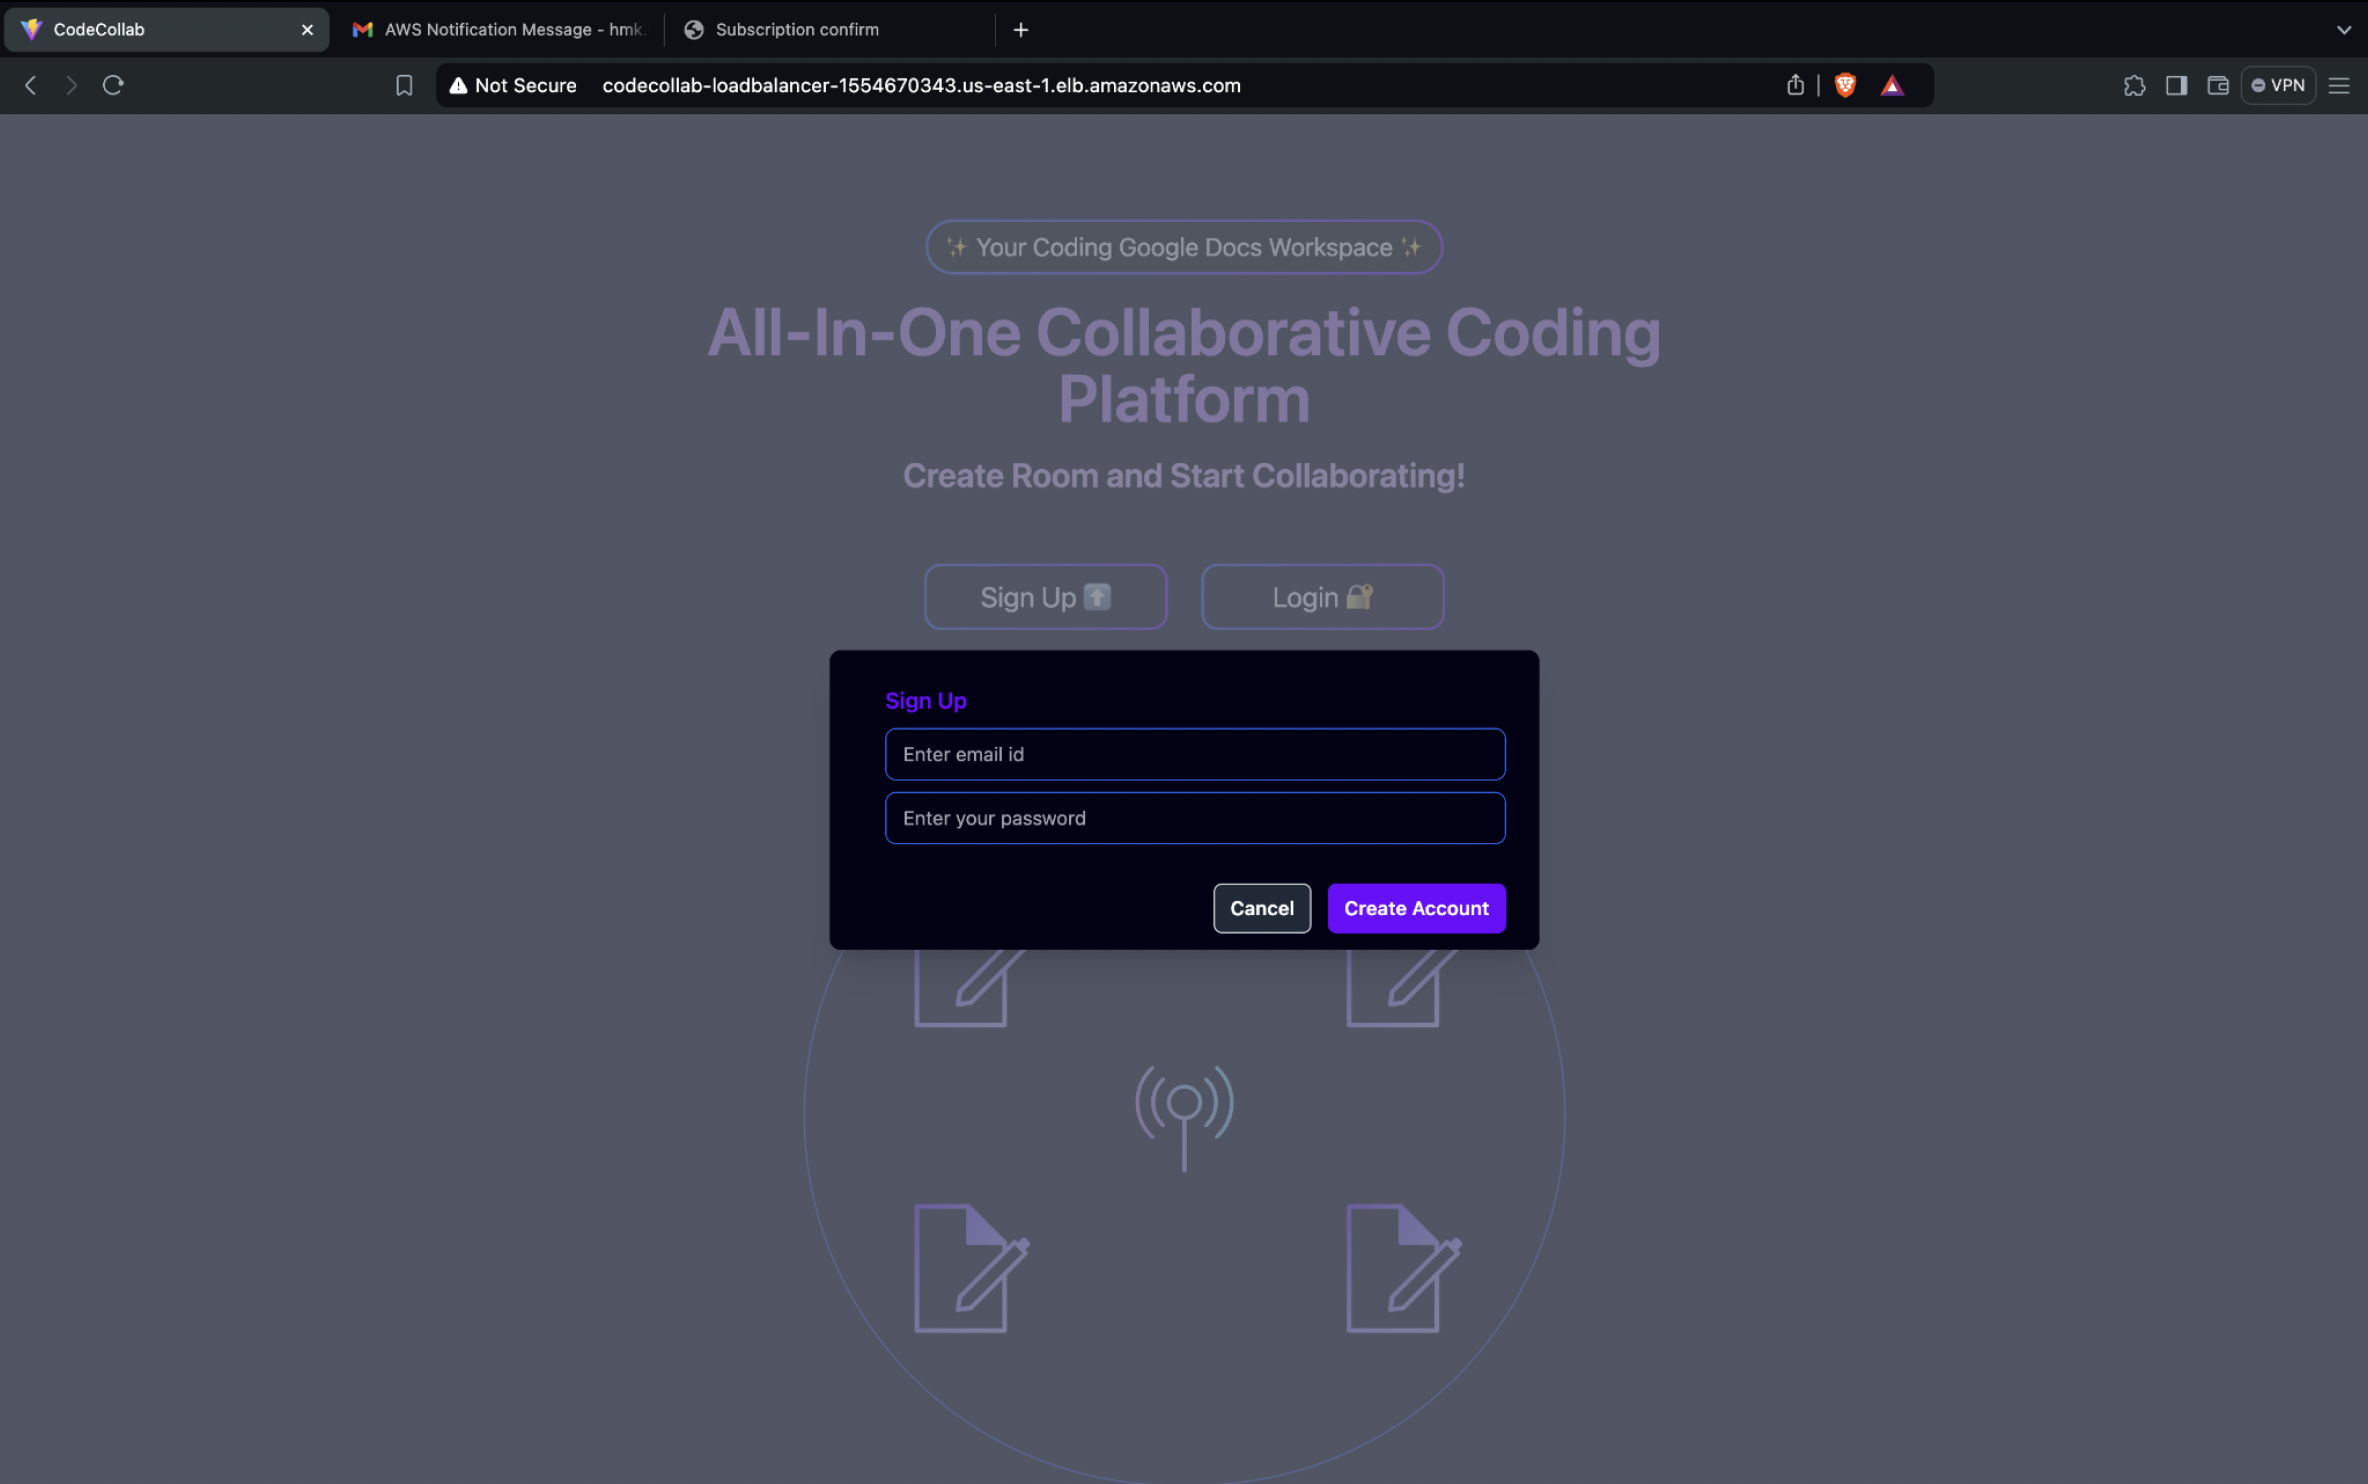 CodeCollab
AWS Notification Message - hmk.
Subscription confirm
Not Secure codecollab-loadbalancer-1554670343.us-east-1.elb.amazonaws.com
VPN
✨ Your Coding Google Docs Workspace ✨
All-In-One Collaborative Coding
Platform
Create Room and Start Collaborating!
Sign Up ⬆️
Login 🔐
Sign Up
Enter email id
Enter your password
Cancel
Create Account